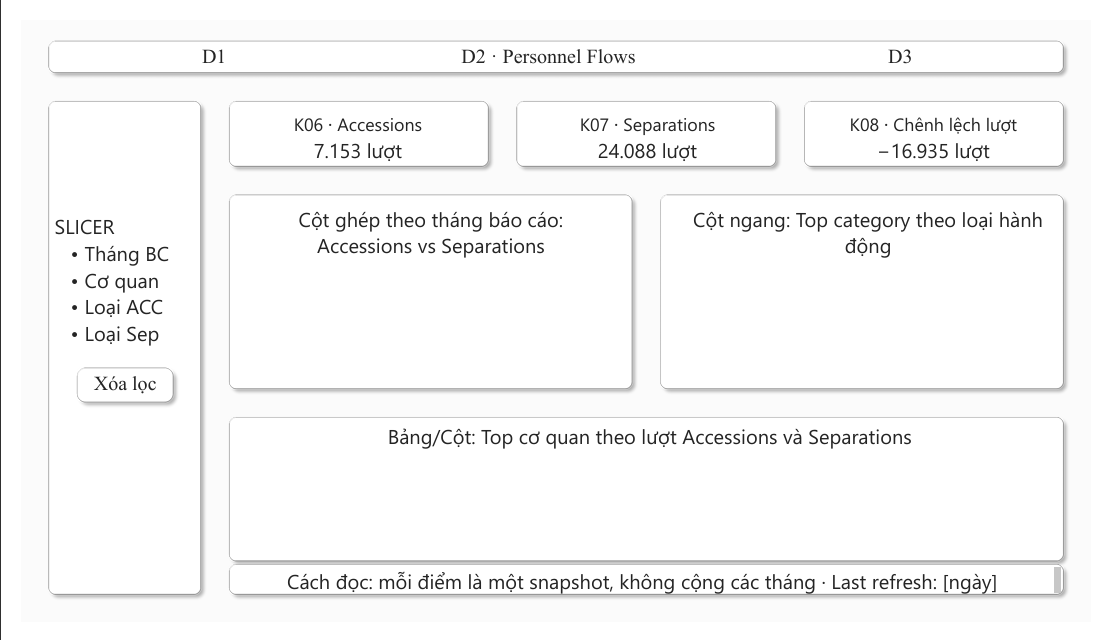 D1 D2 · Personnel Flows D3
K06 · Accessions
7.153 lượt
K07 · Separations
24.088 lượt
K08 · Chênh lệch lượt
−16.935 lượt
SLICER
• Tháng BC
• Cơ quan
• Loại ACC
• Loại Sep
Xóa lọc
Cột ghép theo tháng báo cáo:
Accessions vs Separations
Cột ngang: Top category theo loại hành
động
Bảng/Cột: Top cơ quan theo lượt Accessions và Separations
Cách đọc: mỗi điểm là một snapshot, không cộng các tháng · Last refresh: [ngày]